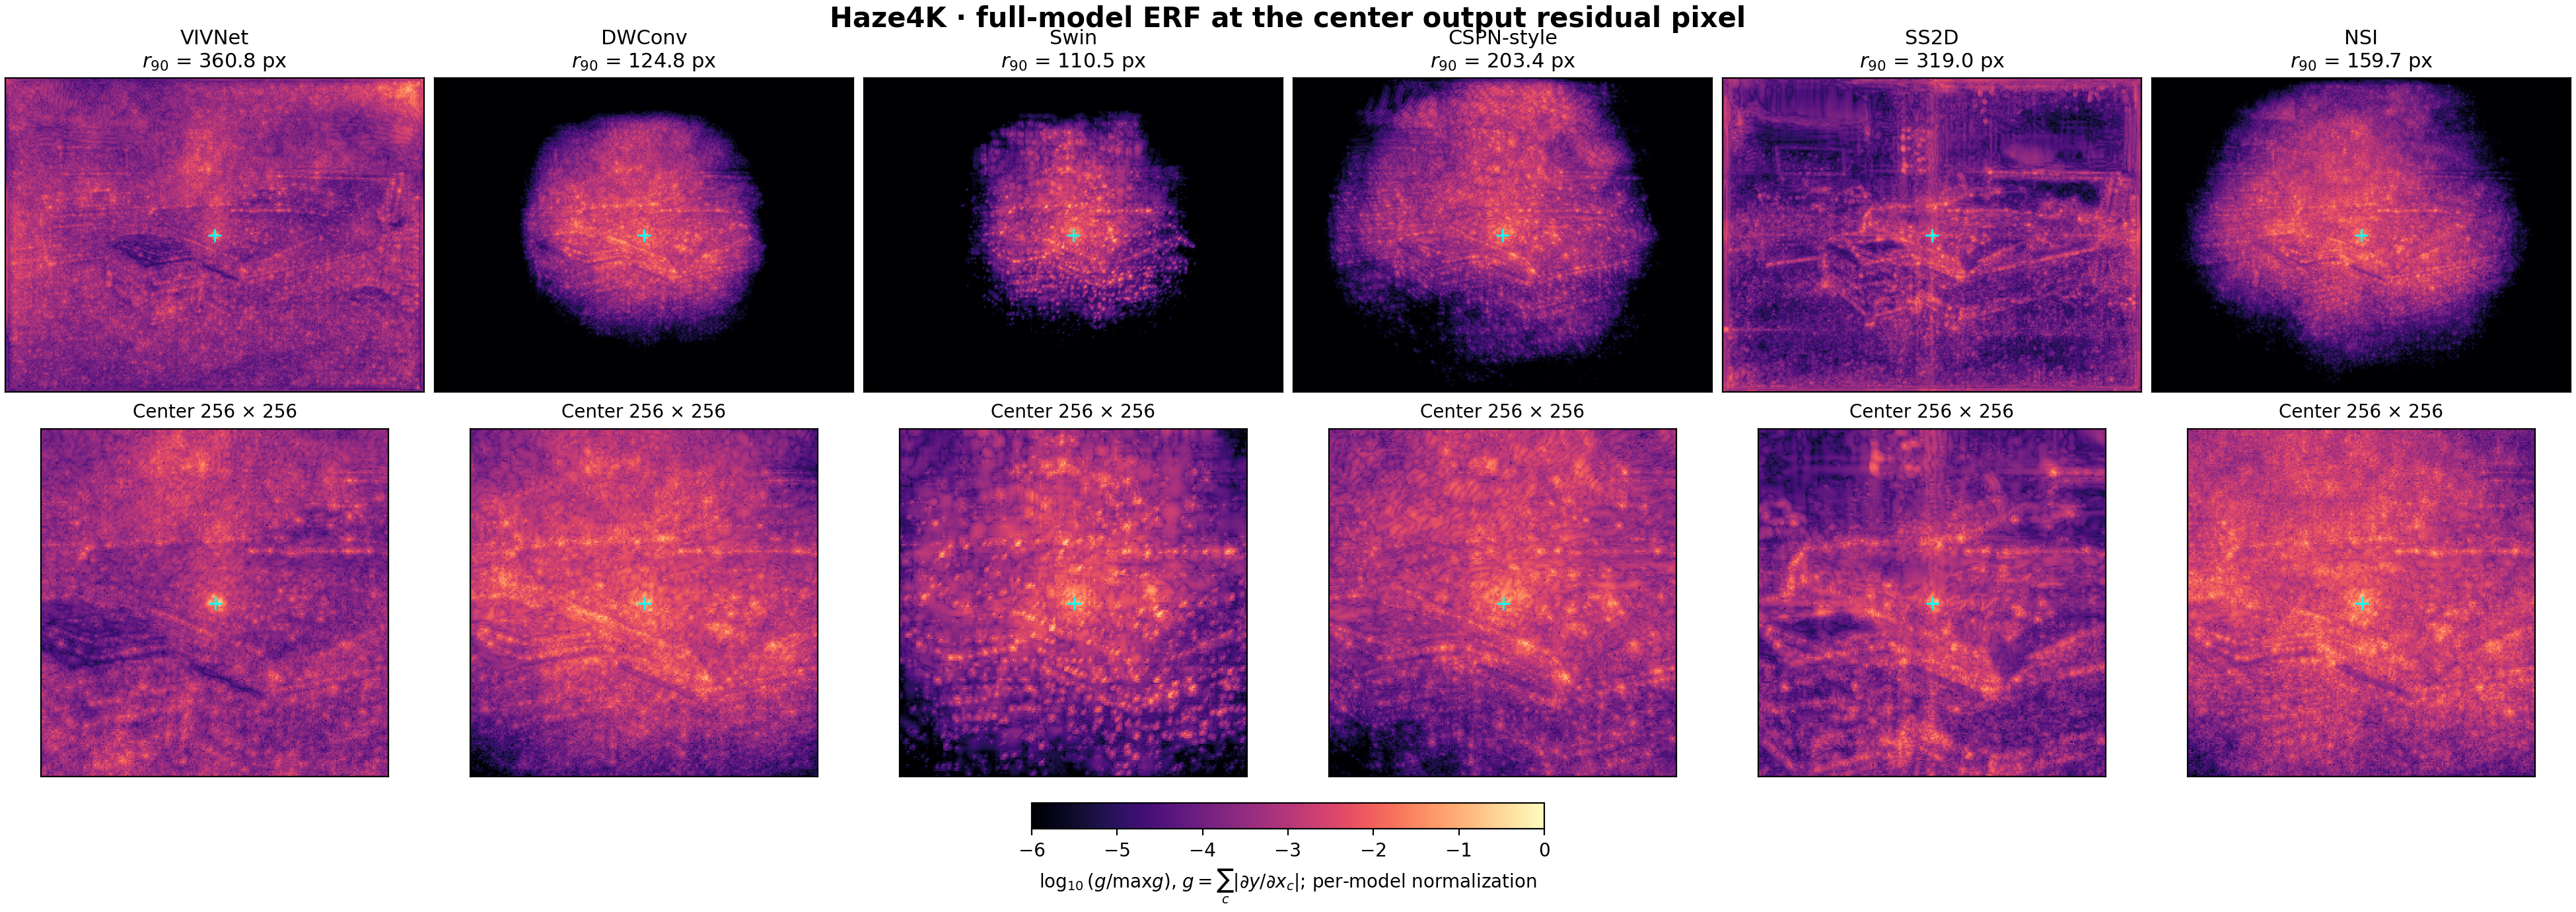 Haze4K · full-model ERF at the center output residual pixel
VIVNet
r₉₀ = 360.8 px
DWConv
r₉₀ = 124.8 px
Swin
r₉₀ = 110.5 px
CSPN-style
r₉₀ = 203.4 px
SS2D
r₉₀ = 319.0 px
NSI
r₉₀ = 159.7 px
Center 256 × 256
Center 256 × 256
Center 256 × 256
Center 256 × 256
Center 256 × 256
Center 256 × 256
−6 −5 −4 −3 −2 −1 0
log₁₀ (g/maxg), g = ∑_c |∂y/∂x_c|; per-model normalization